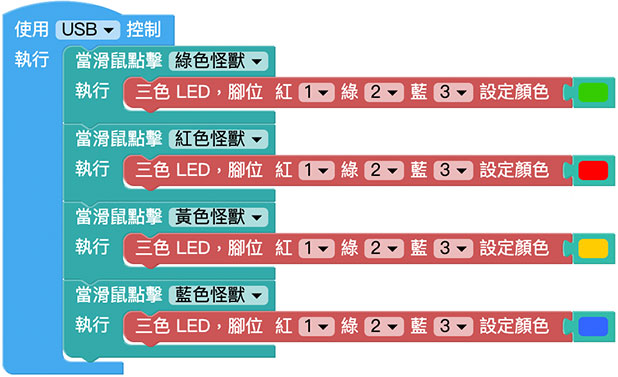 使用 USB 控制
執行
當滑鼠點擊 綠色怪獸
執行 三色 LED，腳位 紅 1 綠 2 藍 3 設定顏色
當滑鼠點擊 紅色怪獸
執行 三色 LED，腳位 紅 1 綠 2 藍 3 設定顏色
當滑鼠點擊 黃色怪獸
執行 三色 LED，腳位 紅 1 綠 2 藍 3 設定顏色
當滑鼠點擊 藍色怪獸
執行 三色 LED，腳位 紅 1 綠 2 藍 3 設定顏色